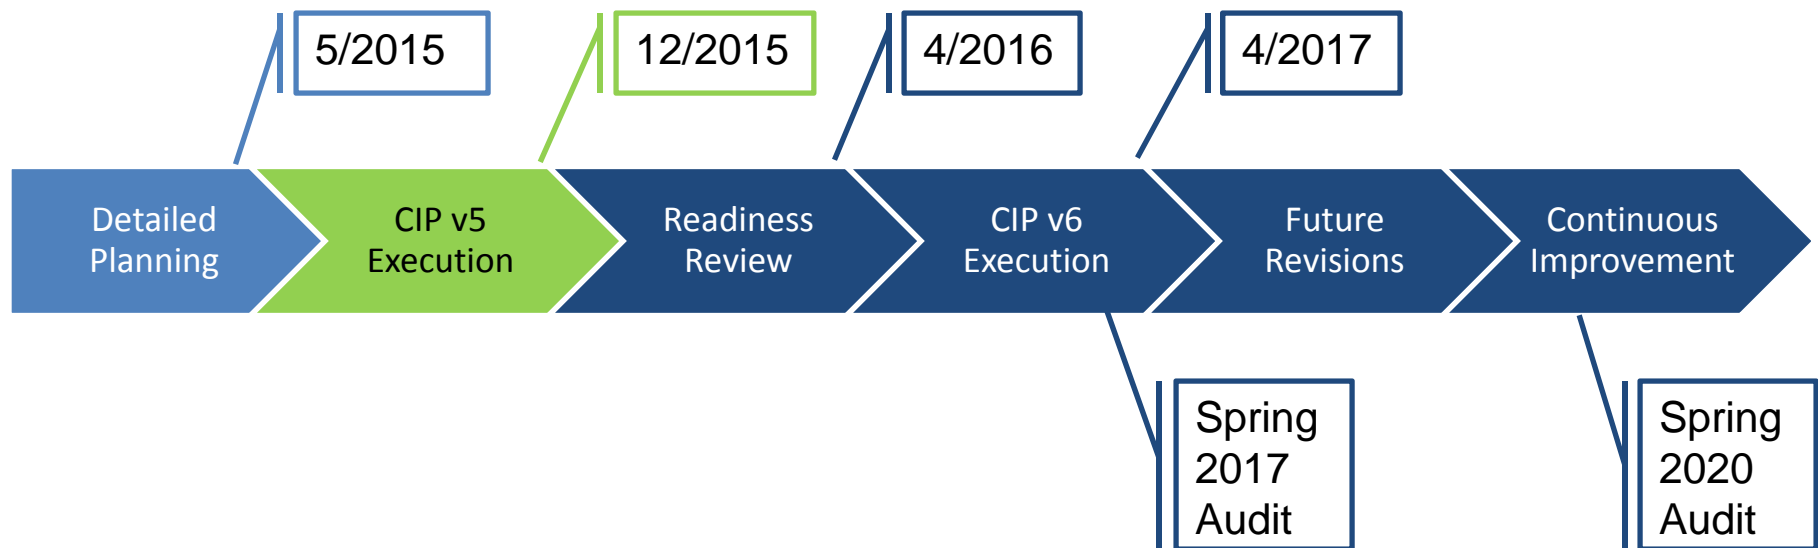 5/2015
12/2015
4/2016
4/2017
Detailed
Planning
CIP v5
Execution
Readiness
Review
CIP v6
Execution
Future
Revisions
Continuous
Improvement
Spring
2017
Audit
Spring
2020
Audit